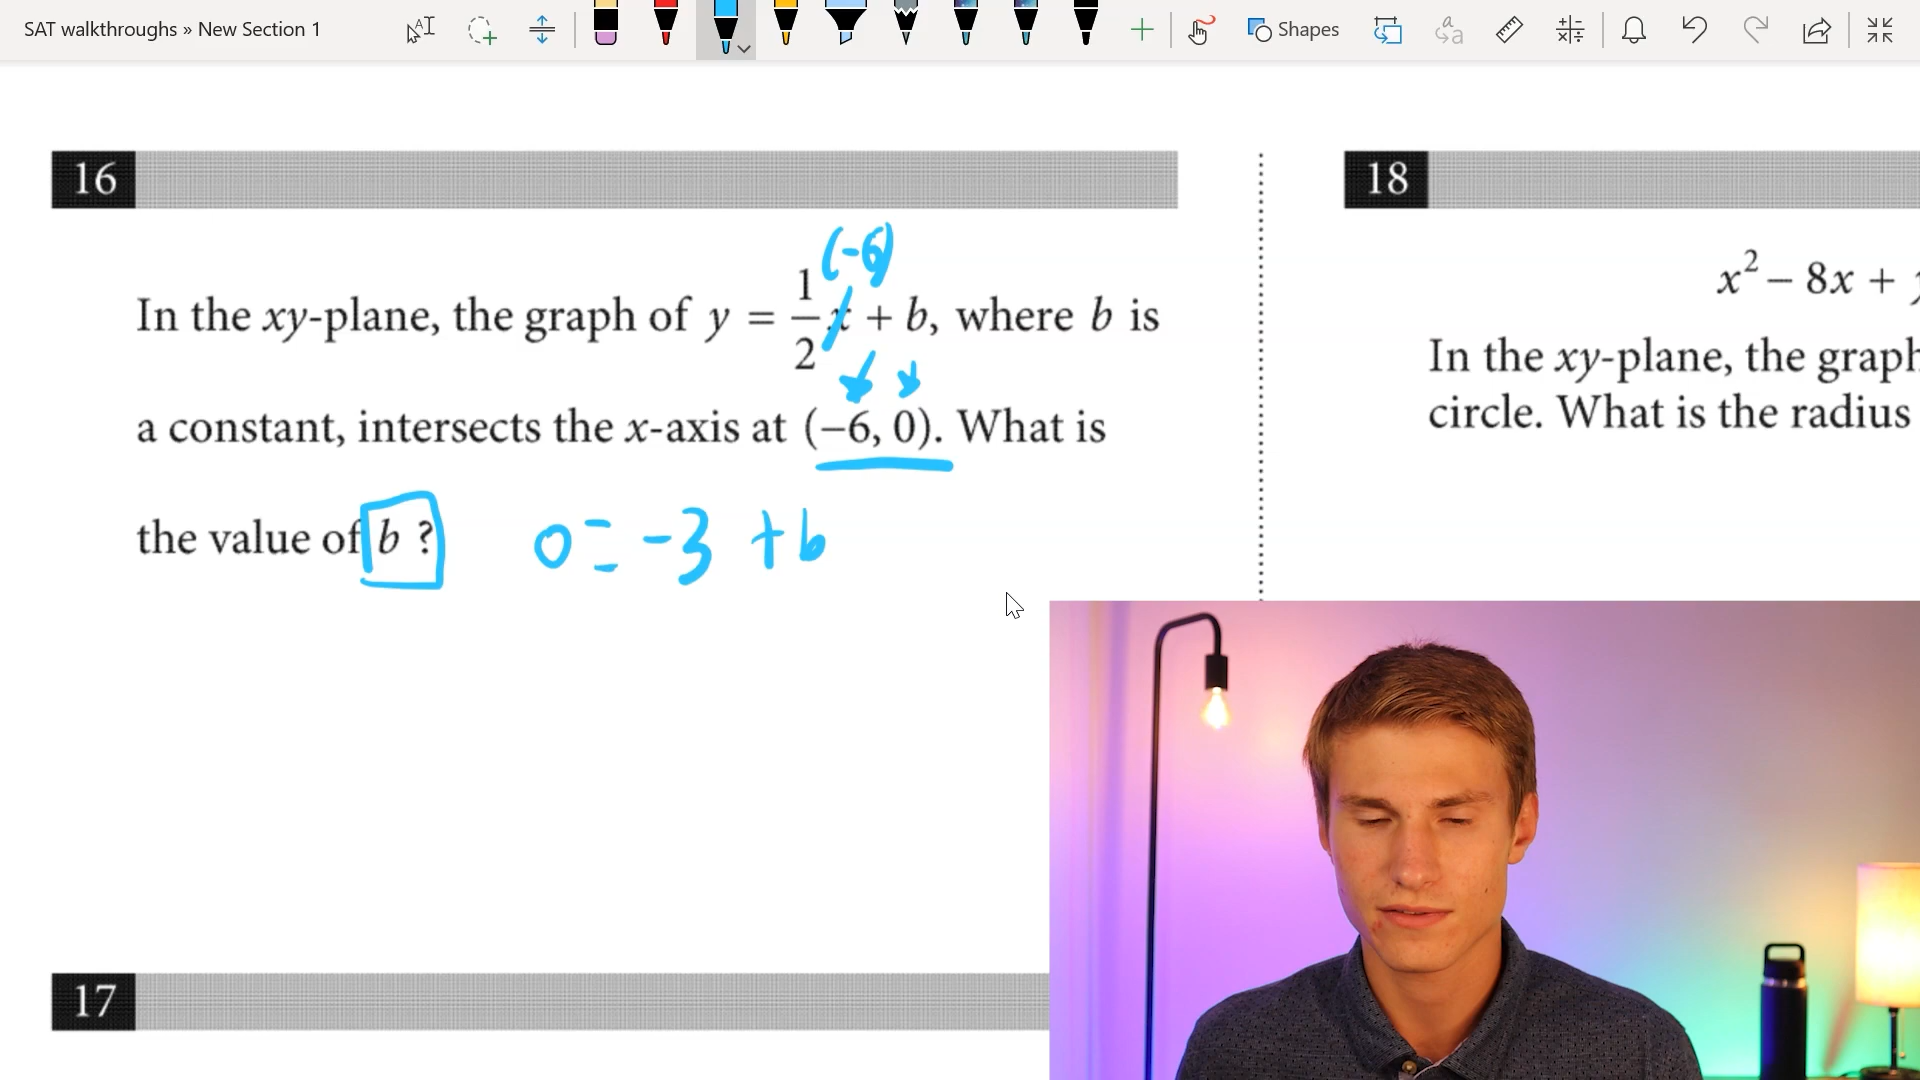 SAT walkthroughs » New Section 1
Shapes
16
(-6)
In the xy-plane, the graph of y = 1/2 x + b, where b is
a constant, intersects the x-axis at (−6, 0). What is
the value of b ?
0 = -3 + b
17
18
x² − 8x +
In the xy-plane, the graph
circle. What is the radius